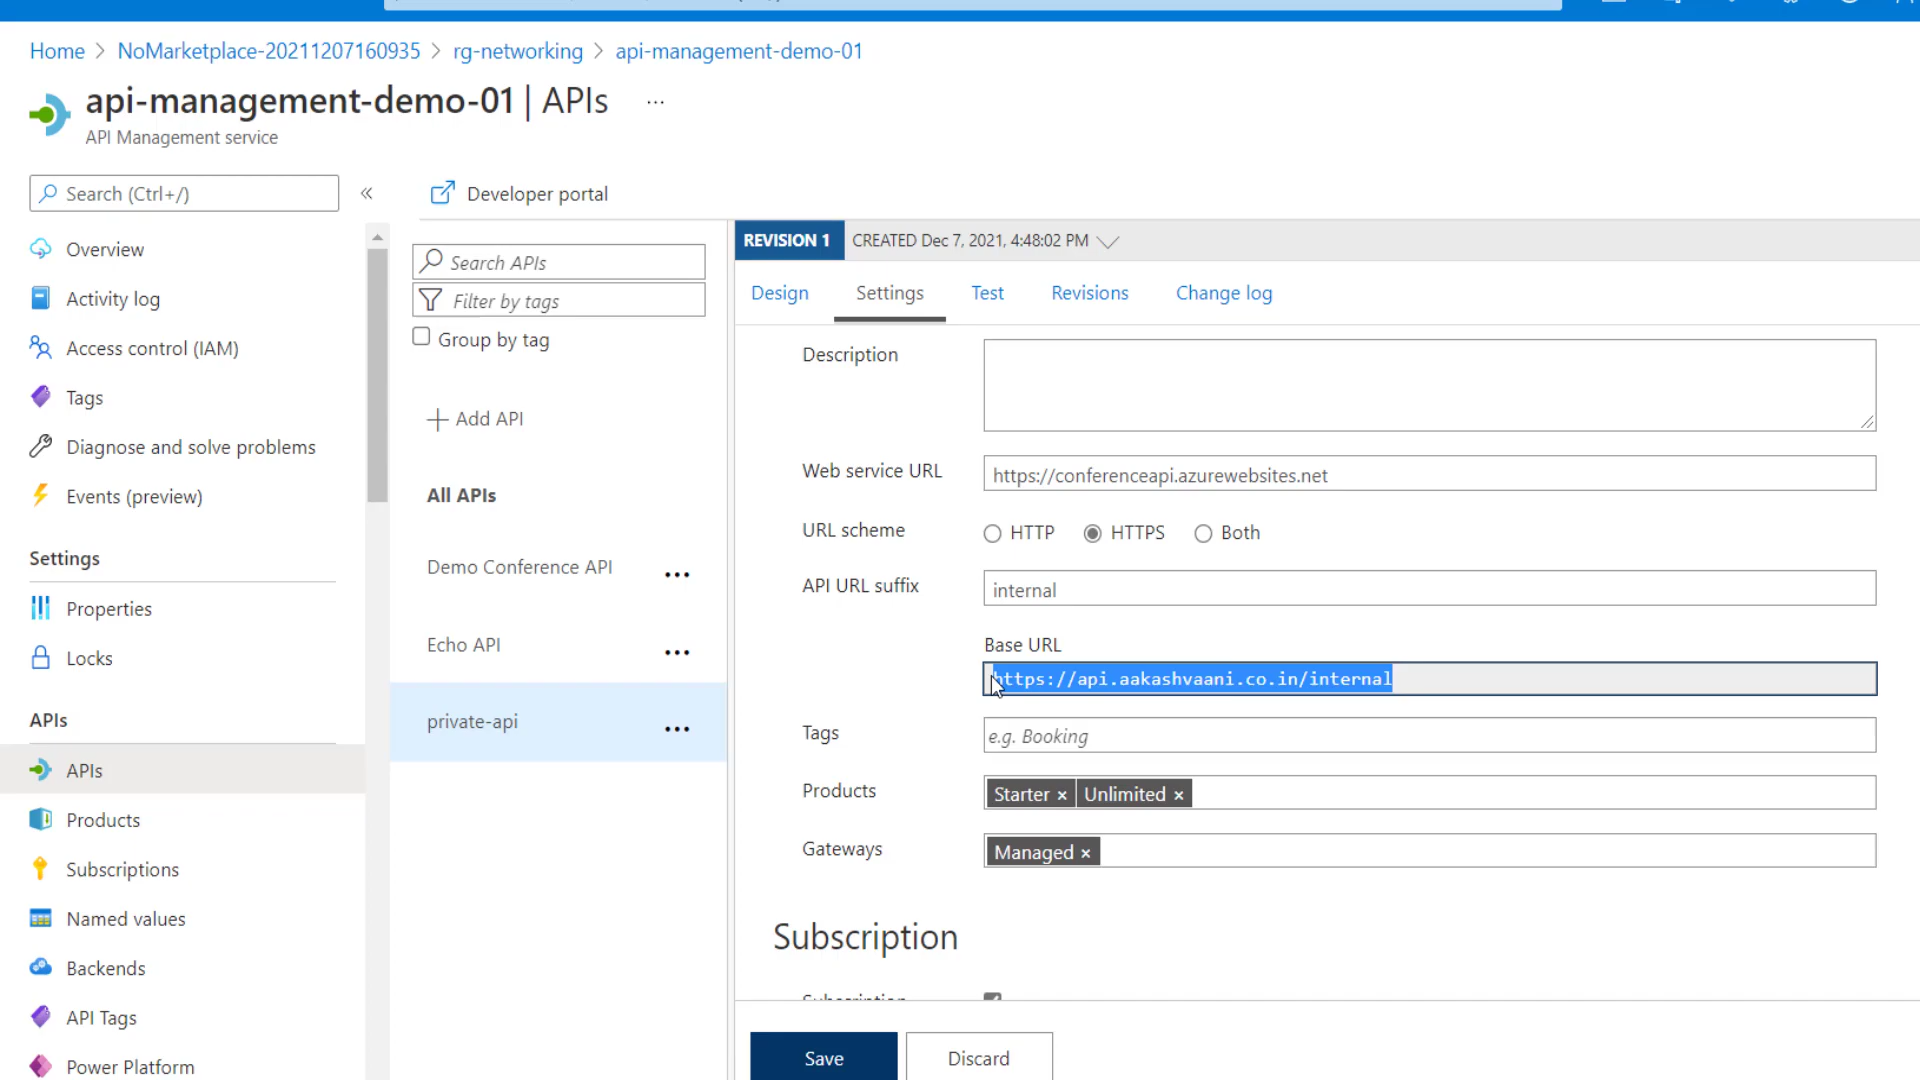 Home > NoMarketplace-20211207160935 > rg-networking > api-management-demo-01
api-management-demo-01 | APIs ...
API Management service
Search (Ctrl+/)
«
Overview
Activity log
Access control (IAM)
Tags
Diagnose and solve problems
Events (preview)
Settings
Properties
Locks
APIs
APIs
Products
Subscriptions
Named values
Backends
API Tags
Power Platform
Developer portal
Search APIs
Filter by tags
Group by tag
+ Add API
All APIs
Demo Conference API ...
Echo API ...
private-api ...
REVISION 1 CREATED Dec 7, 2021, 4:48:02 PM
Design Settings Test Revisions Change log
Description
Web service URL https://conferenceapi.azurewebsites.net
URL scheme HTTP HTTPS Both
API URL suffix internal
Base URL
https://api.aakashvaani.co.in/internal
Tags e.g. Booking
Products Starter × Unlimited ×
Gateways Managed ×
Subscription
Subscription
Save Discard